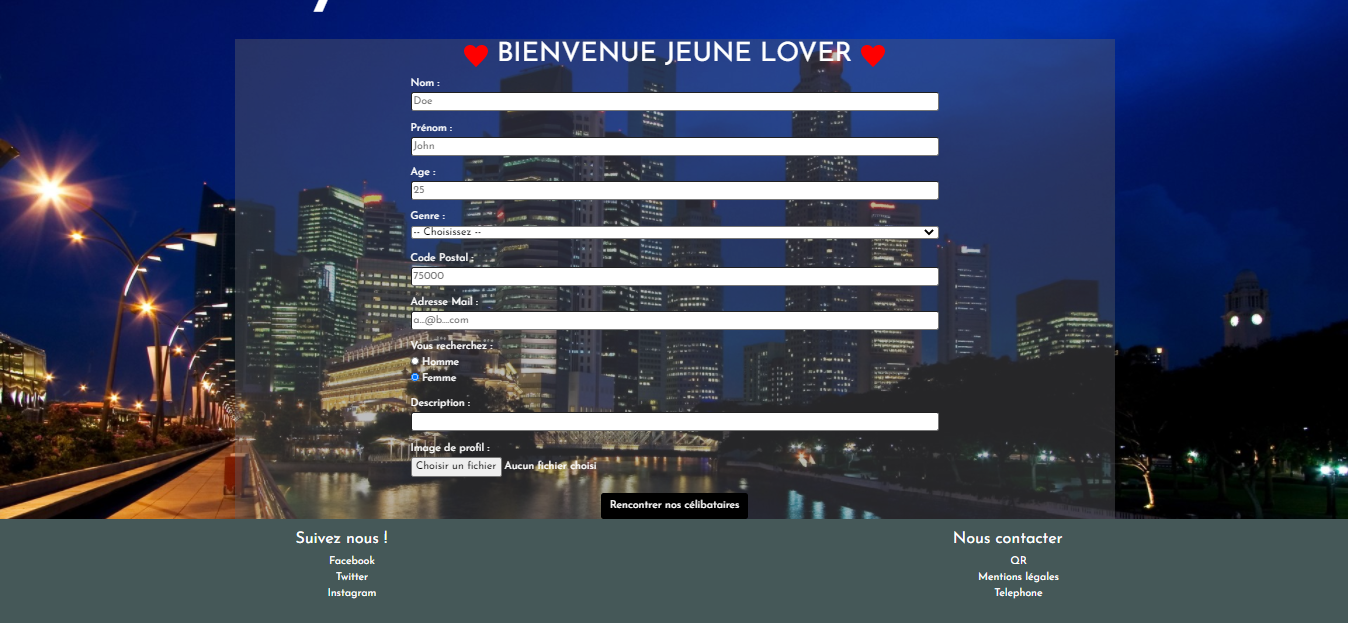 BIENVENUE JEUNE LOVER
Nom :
Doe
Prénom :
John
Age :
25
Genre :
-- Choisissez --
Code Postal :
75000
Adresse Mail :
a...@b....com
Vous recherchez :
Homme
Femme
Description :
Image de profil :
Choisir un fichier Aucun fichier choisi
Rencontrer nos célibataires
Suivez nous !
Facebook
Twitter
Instagram
Nous contacter
QR
Mentions légales
Telephone